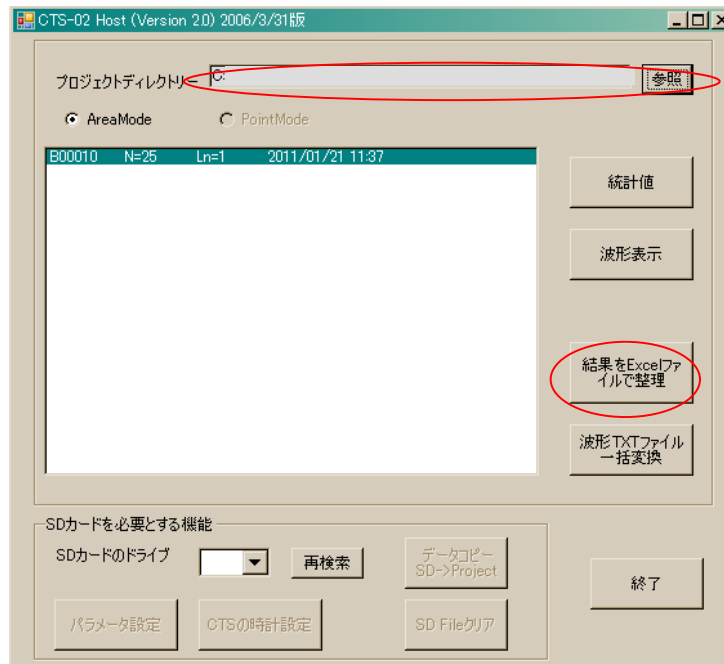 CTS-02 Host (Version 2.0) 2006/3/31版
プロジェクトディレクトリー C:
参照
AreaMode PointMode
B00010 N=25 Ln=1 2011/01/21 11:37
統計値
波形表示
結果をExcelファ
イルで整理
波形TXTファイル
一括変換
SDカードを必要とする機能
SDカードのドライブ
再検索
データコピー
SD->Project
終了
パラメータ設定
CTSの時計設定
SD Fileクリア